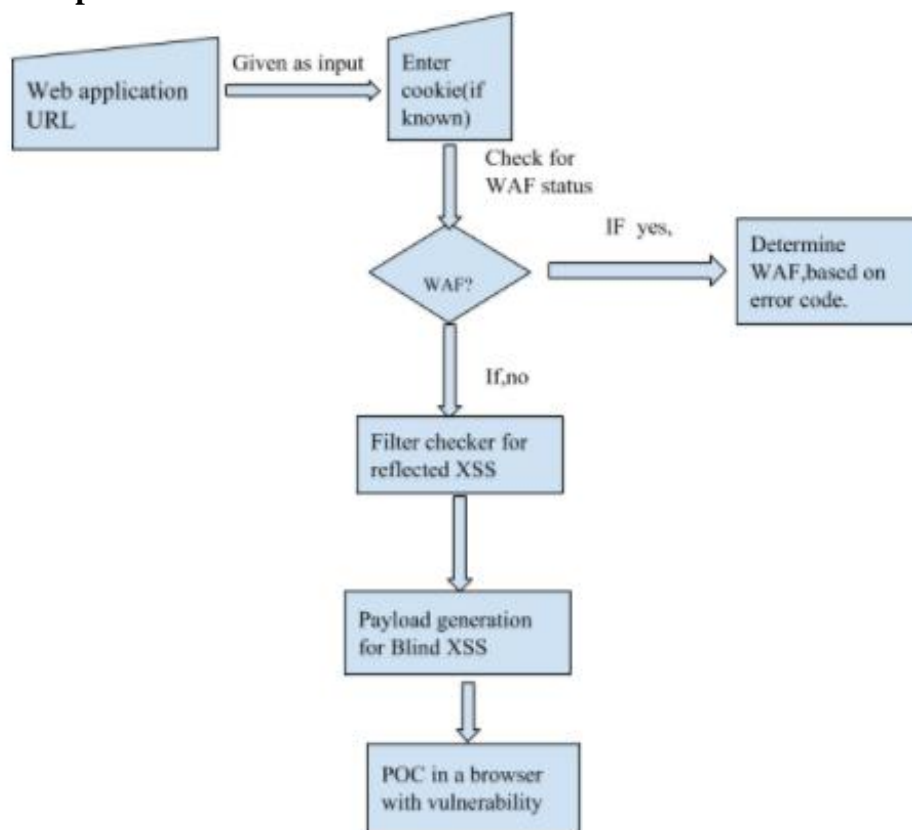 Given as input
Web application
URL
Enter
cookie(if
known)
Check for
WAF status
WAF?
IF yes,
Determine
WAF,based on
error code.
If,no
Filter checker for
reflected XSS
Payload generation
for Blind XSS
POC in a browser
with vulnerability